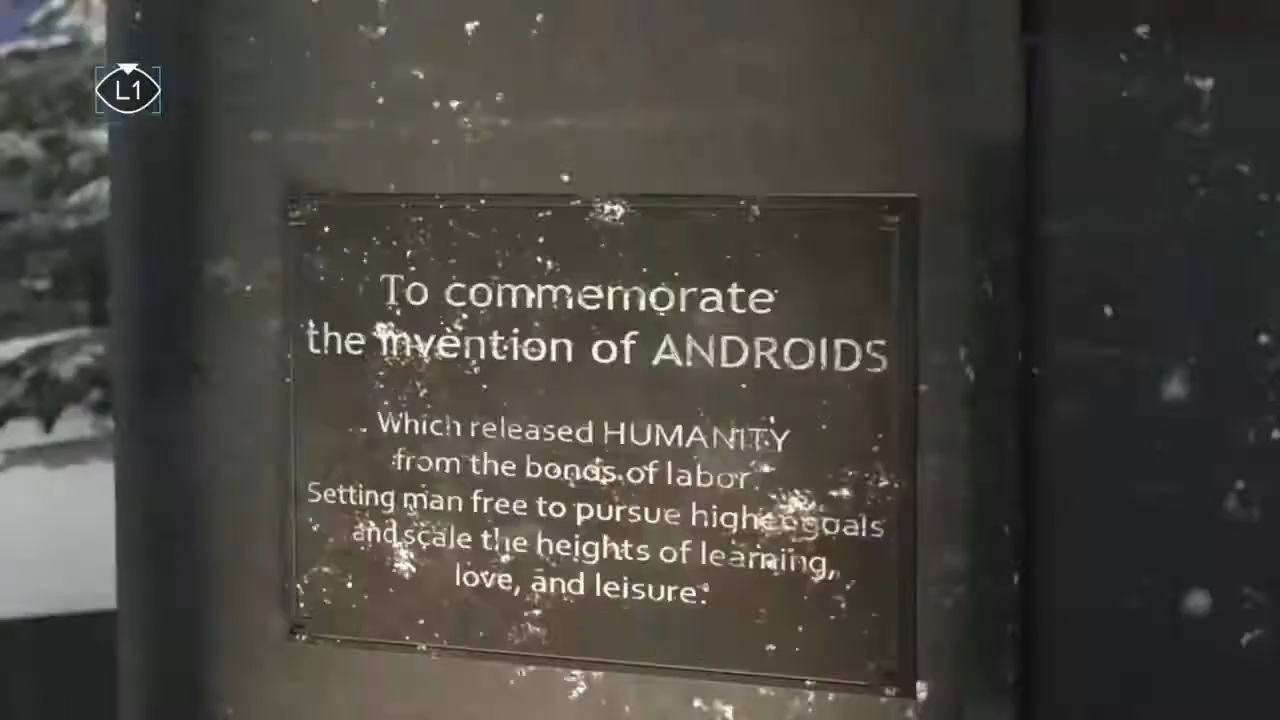 L1
To commemorate
the invention of ANDROIDS
Which released HUMANITY
from the bonds of labor
Setting man free to pursue higher goals
and scale the heights of learning,
love, and leisure.